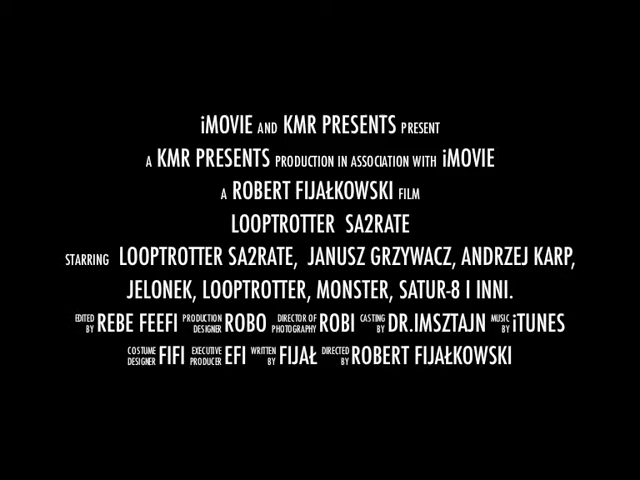 iMOVIE AND KMR PRESENTS PRESENT
A KMR PRESENTS PRODUCTION IN ASSOCIATION WITH iMOVIE
A ROBERT FIJAŁKOWSKI FILM
LOOPTROTTER SA2RATE
STARRING LOOPTROTTER SA2RATE, JANUSZ GRZYWACZ, ANDRZEJ KARP,
JELONEK, LOOPTROTTER, MONSTER, SATUR-8 I INNI.
EDITED BY REBE FEEFI PRODUCTION DESIGNER ROBO DIRECTOR OF PHOTOGRAPHY ROBI CASTING BY DR.IMSZTAJN MUSIC BY iTUNES
COSTUME DESIGNER FIFI EXECUTIVE PRODUCER EFI WRITTEN BY FIJAŁ DIRECTED BY ROBERT FIJAŁKOWSKI